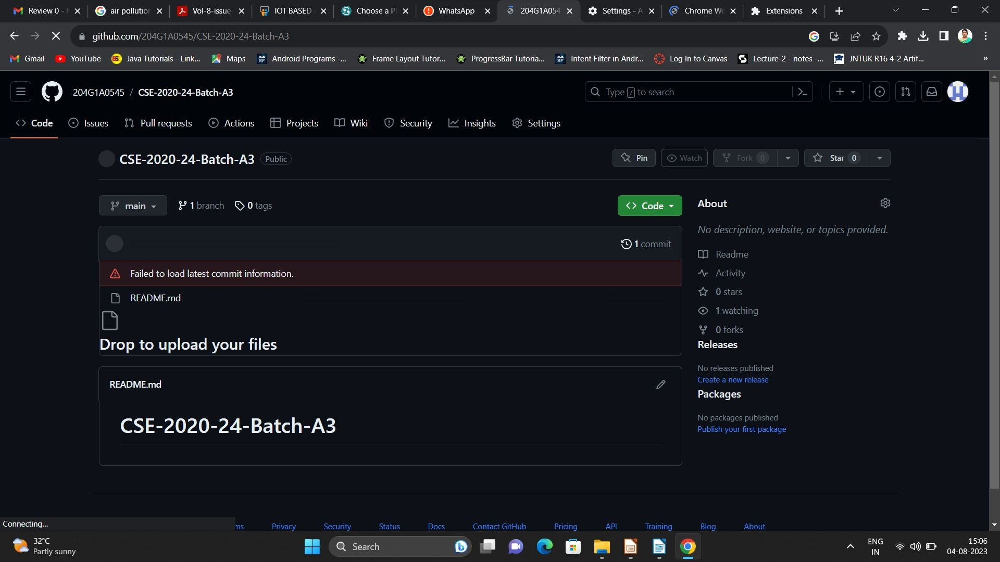 Review 0 -
air pollution
Vol-8-issue-
IOT BASED
Choose a Pl
WhatsApp
204G1A054
Settings - A
Chrome We
Extensions
github.com/204G1A0545/CSE-2020-24-Batch-A3
Gmail
YouTube
Java Tutorials - Link...
Maps
Android Programs -...
Frame Layout Tutor...
ProgressBar Tutoria...
Intent Filter in Andr...
Log In to Canvas
Lecture-2 - notes -...
JNTUK R16 4-2 Artif...
»
204G1A0545 / CSE-2020-24-Batch-A3
Type / to search
Code
Issues
Pull requests
Actions
Projects
Wiki
Security
Insights
Settings
CSE-2020-24-Batch-A3 Public
Pin
Watch
Fork 0
Star 0
main
1 branch
0 tags
Code
About
No description, website, or topics provided.
1 commit
Failed to load latest commit information.
README.md
Drop to upload your files
Readme
Activity
0 stars
1 watching
0 forks
Releases
No releases published
Create a new release
Packages
No packages published
Publish your first package
README.md
CSE-2020-24-Batch-A3
Connecting...
ms
Privacy
Security
Status
Docs
Contact GitHub
Pricing
API
Training
Blog
About
32°C
Partly sunny
Search
ENG
IN
15:06
04-08-2023